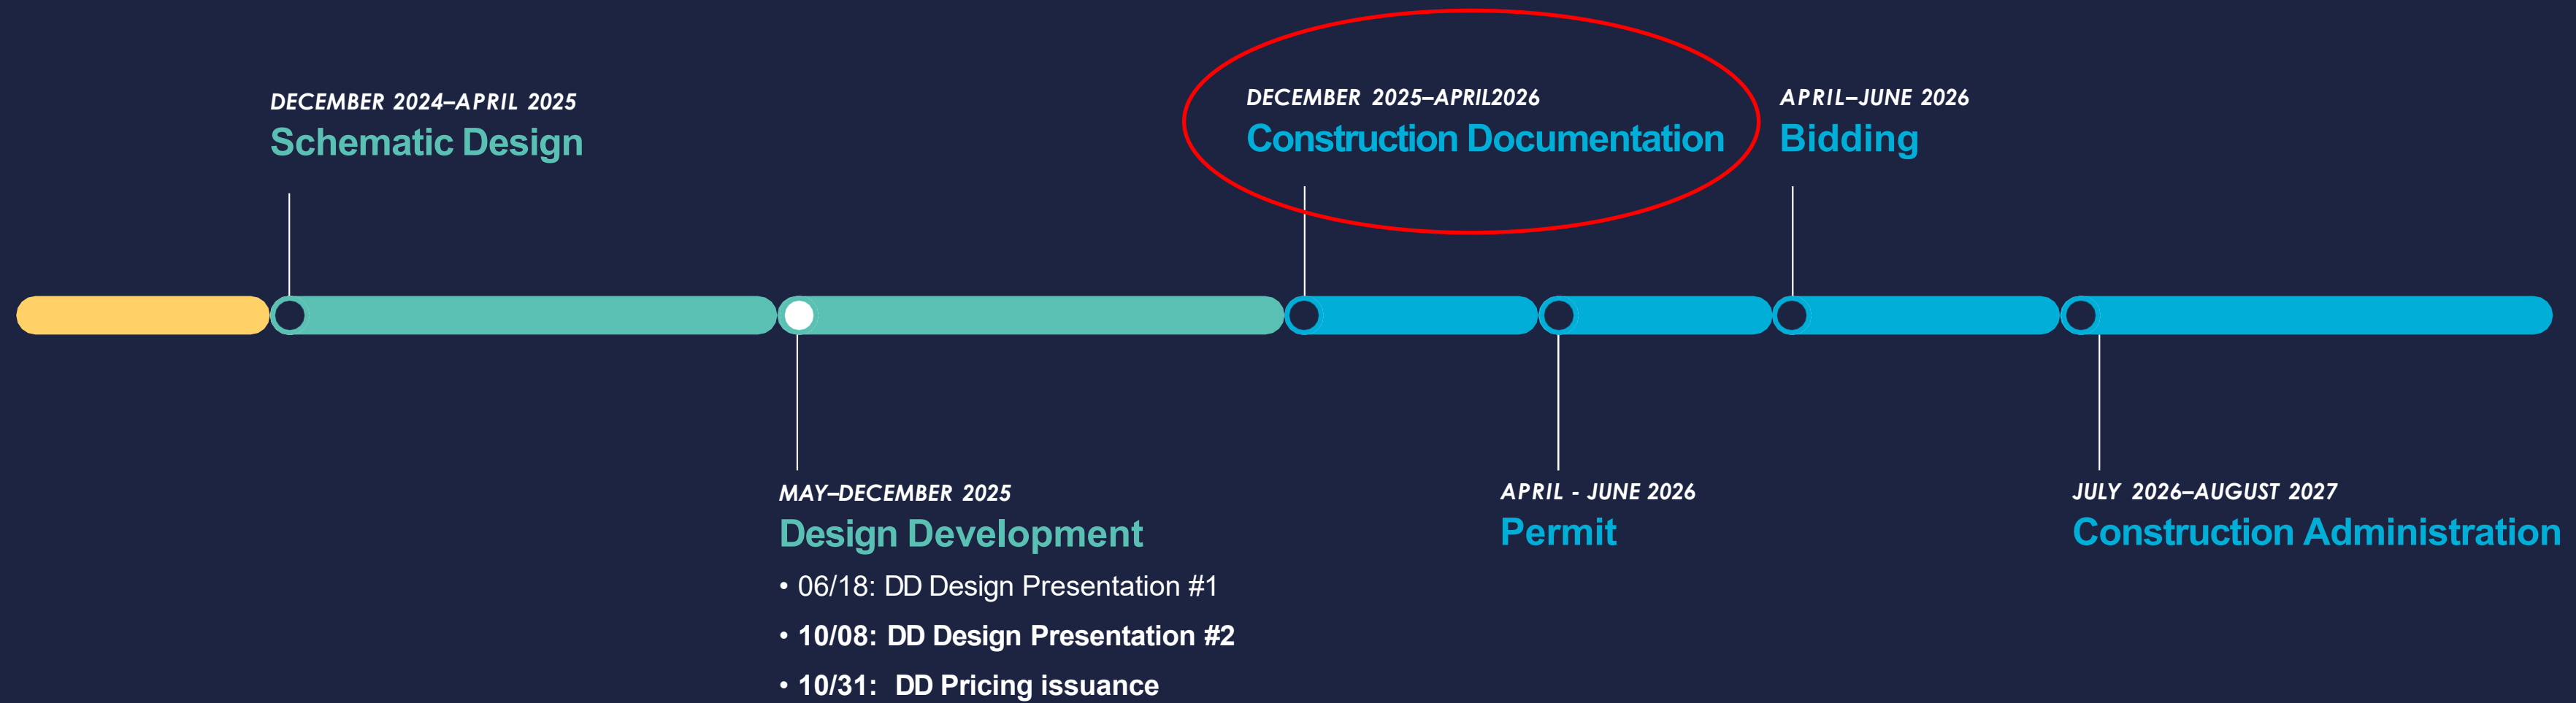 DECEMBER 2024–APRIL 2025
Schematic Design
DECEMBER 2025–APRIL2026
Construction Documentation
APRIL–JUNE 2026
Bidding
MAY–DECEMBER 2025
Design Development
• 06/18: DD Design Presentation #1
• 10/08: DD Design Presentation #2
• 10/31: DD Pricing issuance
APRIL - JUNE 2026
Permit
JULY 2026–AUGUST 2027
Construction Administration